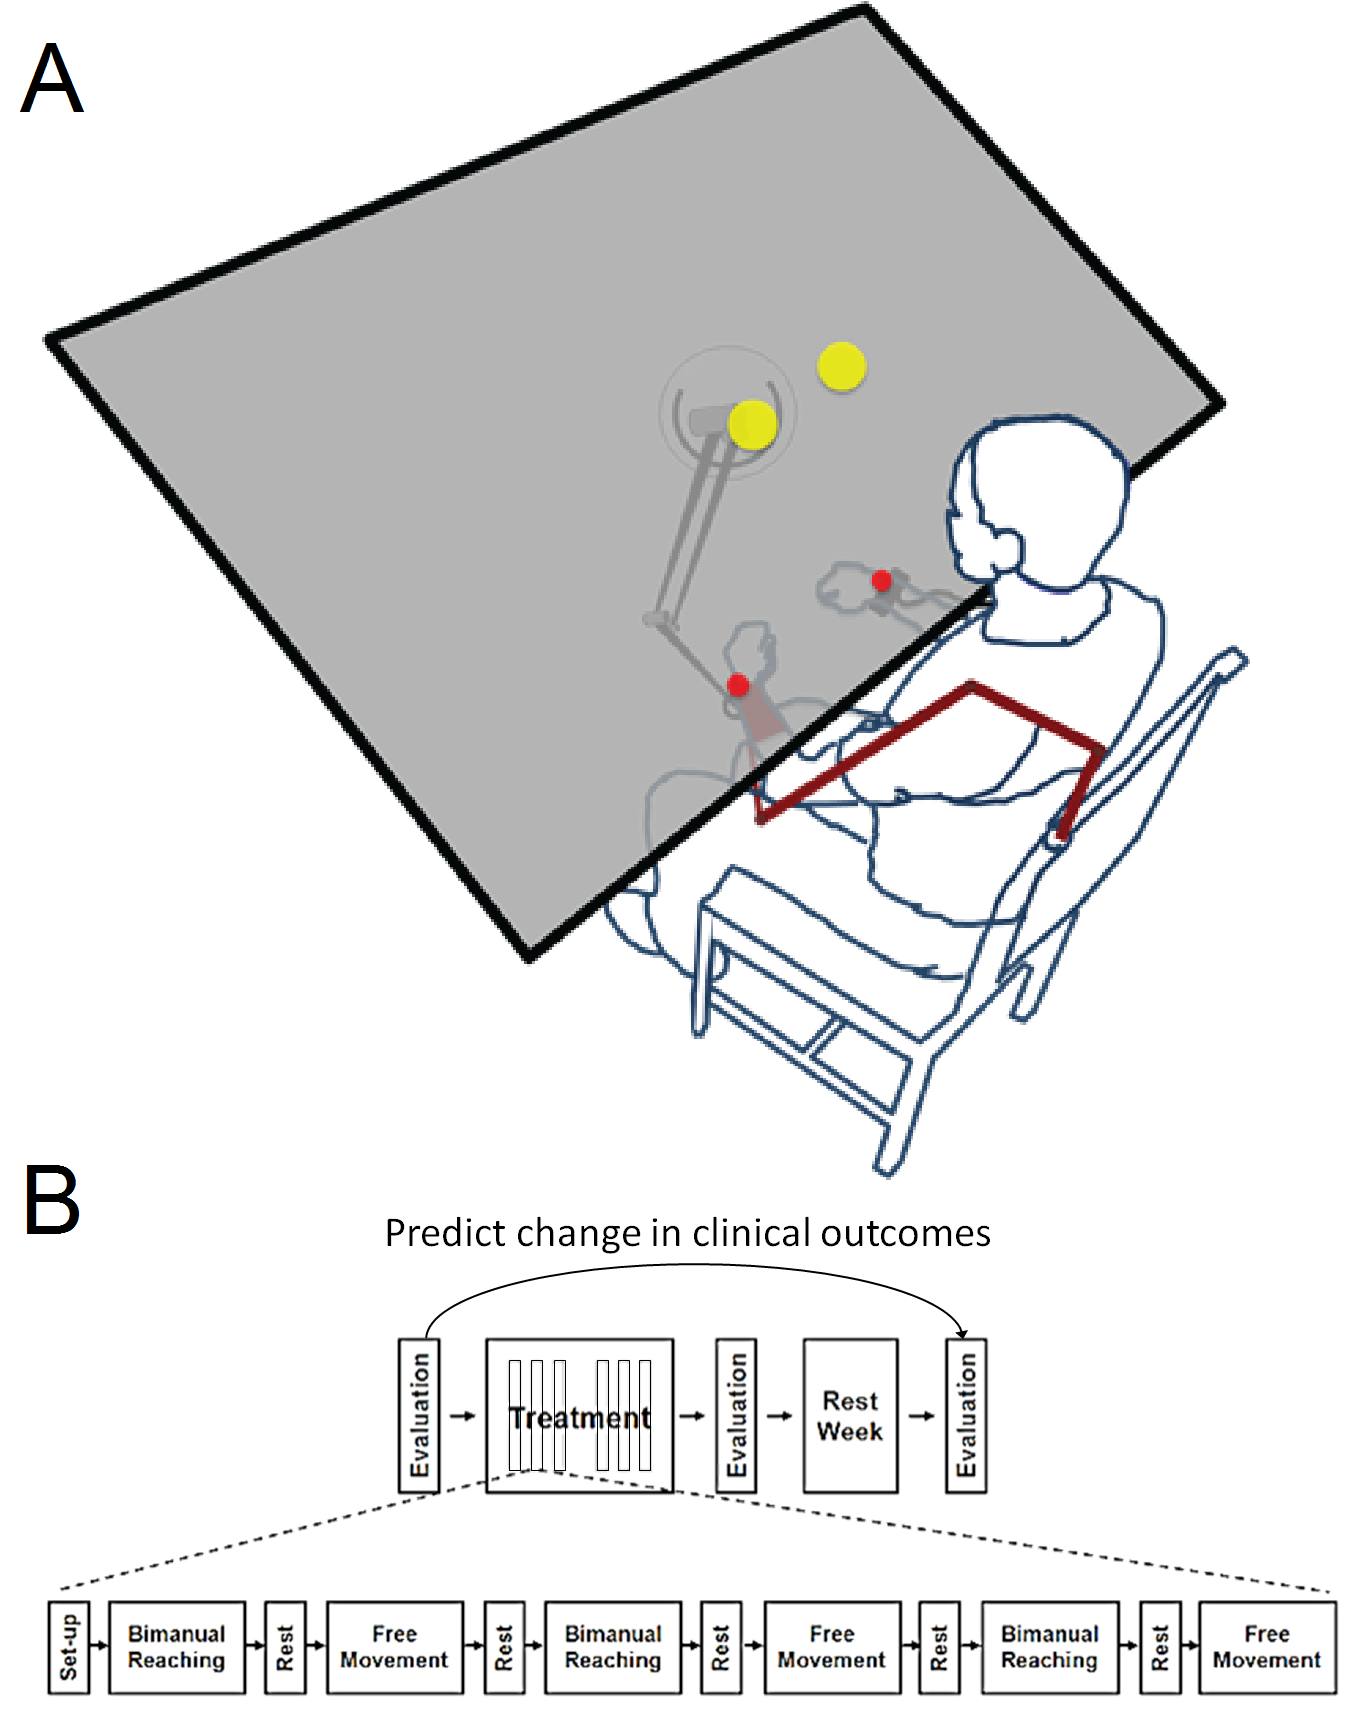 A
B
Predict change in clinical outcomes
Evaluation
Treatment
Evaluation
Rest
Week
Evaluation
Set-up
Bimanual
Reaching
Rest
Free
Movement
Rest
Bimanual
Reaching
Rest
Free
Movement
Rest
Bimanual
Reaching
Rest
Free
Movement